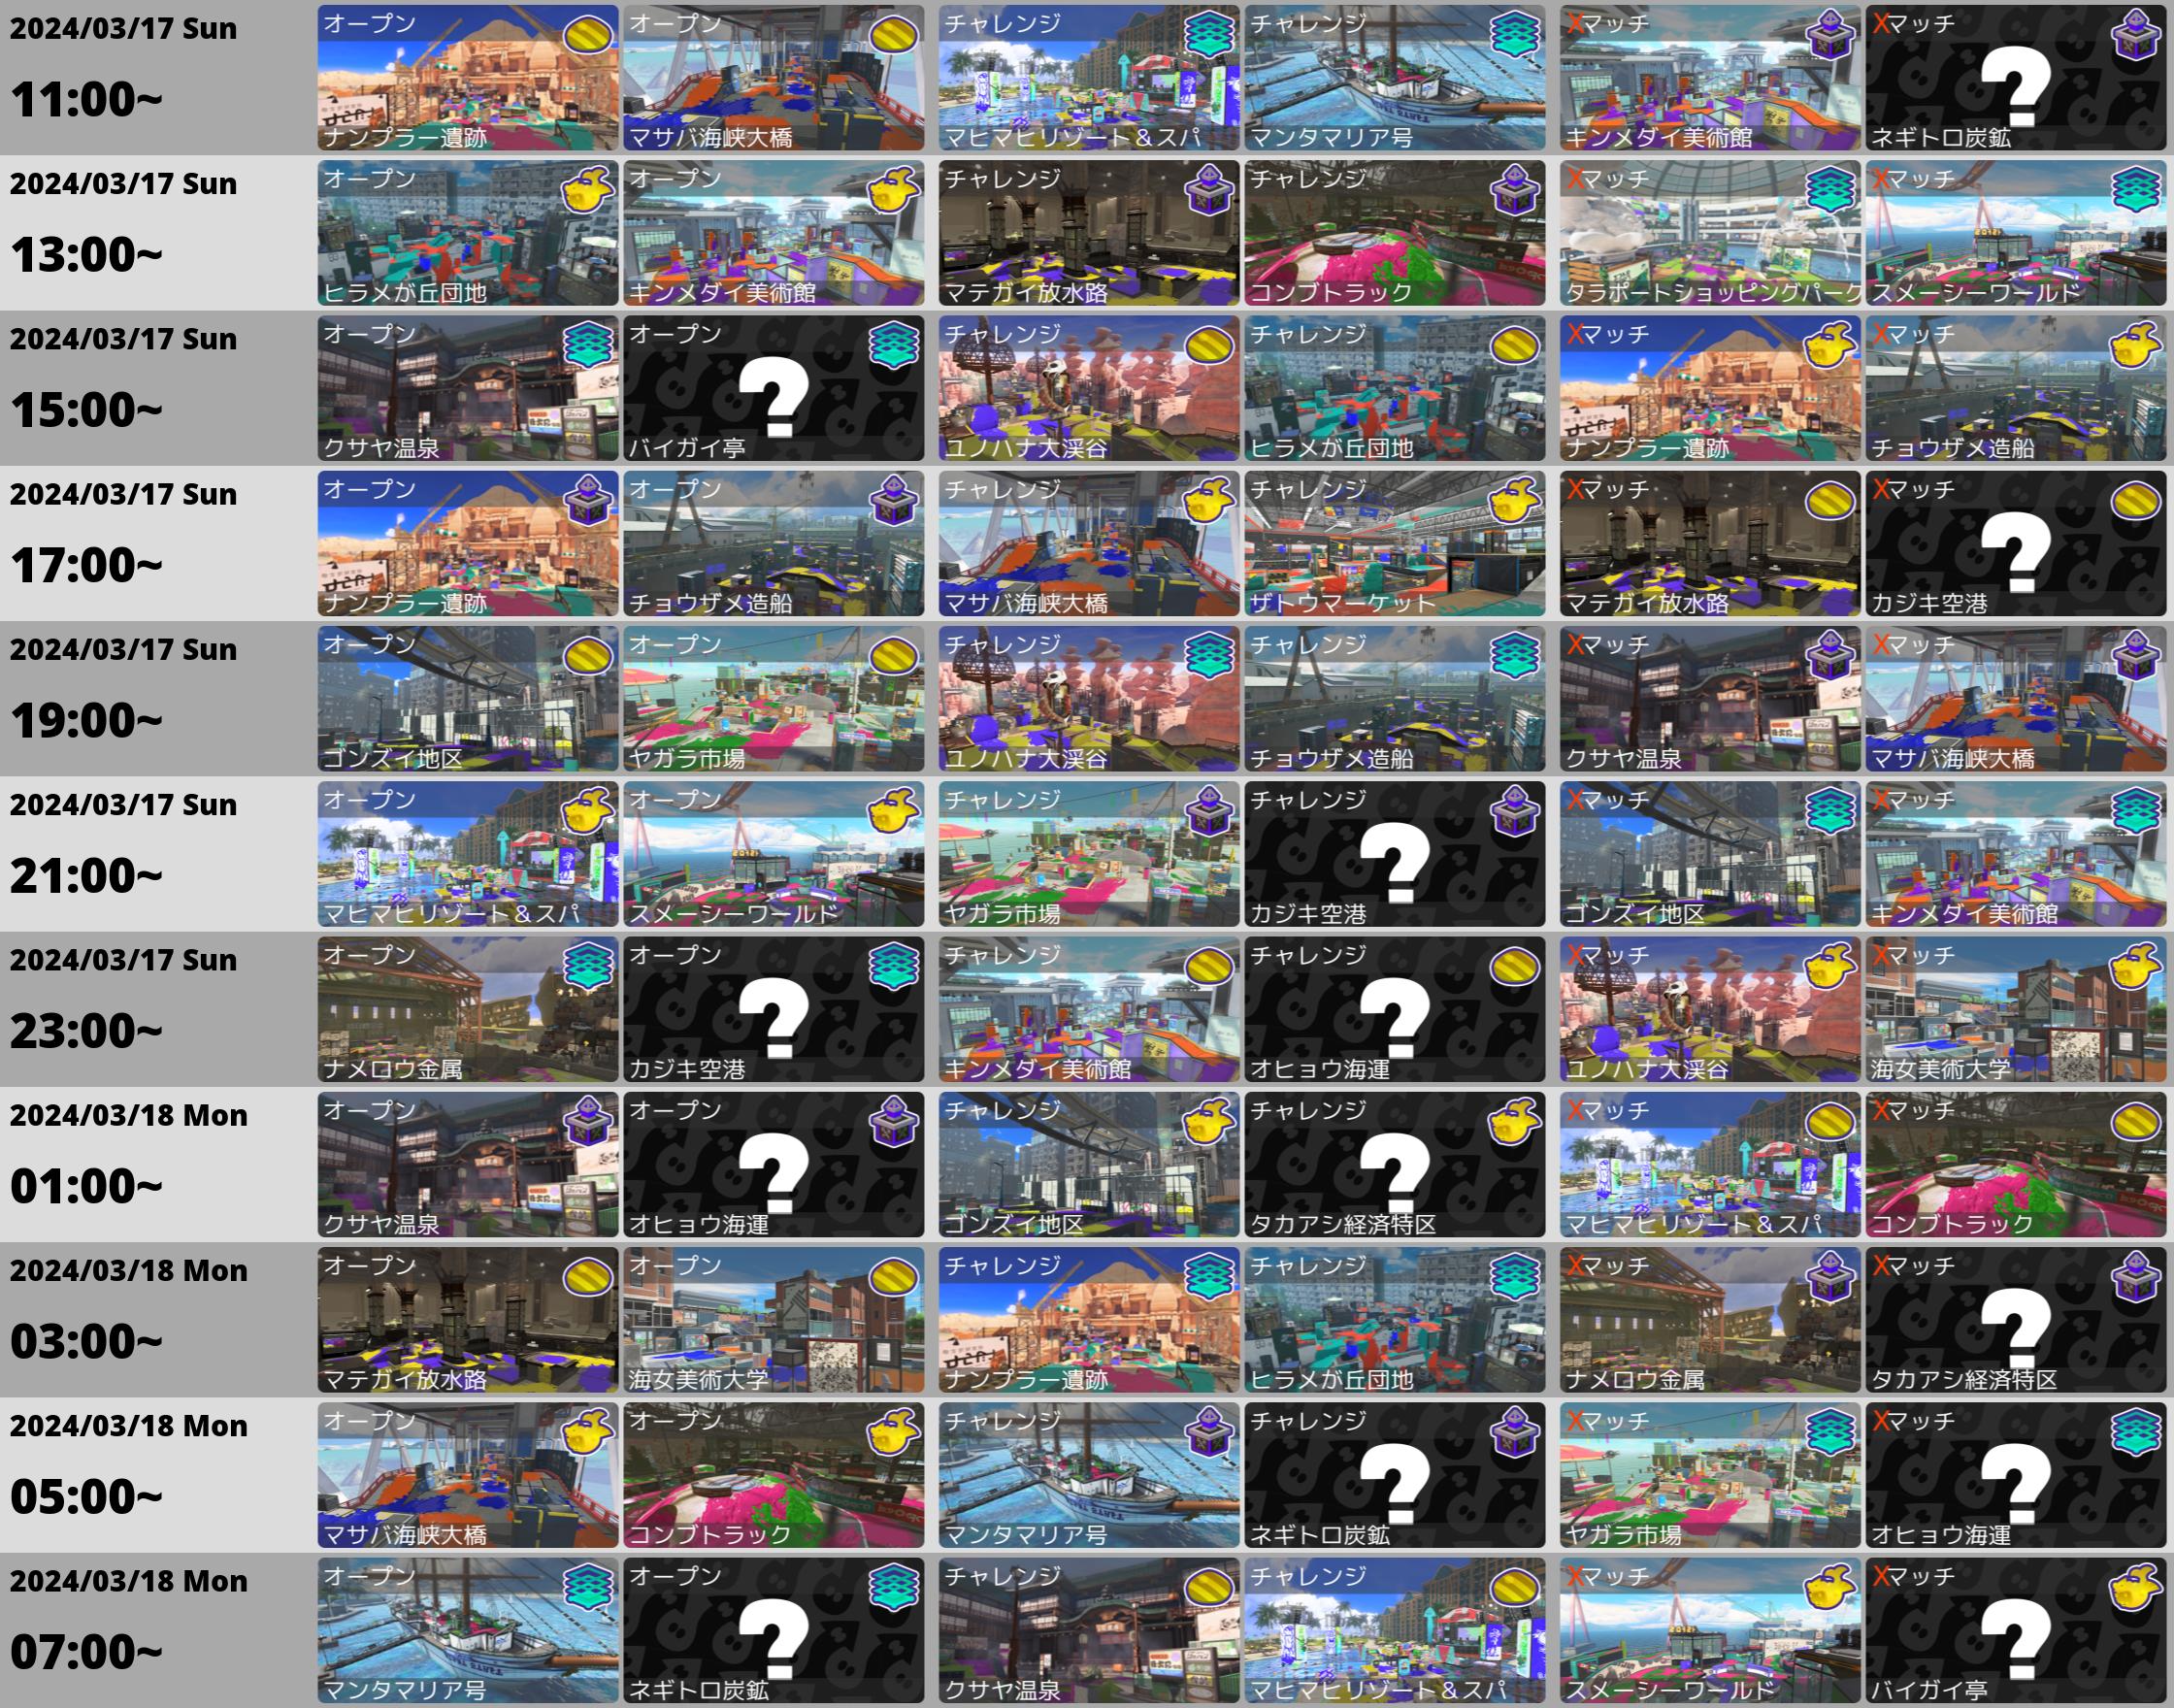 2024/03/17 Sun
11:00~
オープン
ナンプラー遺跡
オープン
マサバ海峡大橋
チャレンジ
マヒマヒリゾート＆スパ
チャレンジ
マンタマリア号
Xマッチ
キンメダイ美術館
Xマッチ
ネギトロ炭鉱
2024/03/17 Sun
13:00~
オープン
ヒラメが丘団地
オープン
キンメダイ美術館
チャレンジ
マテガイ放水路
チャレンジ
コンブトラック
Xマッチ
タラポートショッピングパーク
Xマッチ
スメーシーワールド
2024/03/17 Sun
15:00~
オープン
クサヤ温泉
オープン
バイガイ亭
チャレンジ
ユノハナ大渓谷
チャレンジ
ヒラメが丘団地
Xマッチ
ナンプラー遺跡
Xマッチ
チョウザメ造船
2024/03/17 Sun
17:00~
オープン
ナンプラー遺跡
オープン
チョウザメ造船
チャレンジ
マサバ海峡大橋
チャレンジ
ザトウマーケット
Xマッチ
マテガイ放水路
Xマッチ
カジキ空港
2024/03/17 Sun
19:00~
オープン
ゴンズイ地区
オープン
ヤガラ市場
チャレンジ
ユノハナ大渓谷
チャレンジ
チョウザメ造船
Xマッチ
クサヤ温泉
Xマッチ
マサバ海峡大橋
2024/03/17 Sun
21:00~
オープン
マヒマヒリゾート＆スパ
オープン
スメーシーワールド
チャレンジ
ヤガラ市場
チャレンジ
カジキ空港
Xマッチ
ゴンズイ地区
Xマッチ
キンメダイ美術館
2024/03/17 Sun
23:00~
オープン
ナメロウ金属
オープン
カジキ空港
チャレンジ
キンメダイ美術館
チャレンジ
オヒョウ海運
Xマッチ
ユノハナ大渓谷
Xマッチ
海女美術大学
2024/03/18 Mon
01:00~
オープン
クサヤ温泉
オープン
オヒョウ海運
チャレンジ
ゴンズイ地区
チャレンジ
タカアシ経済特区
Xマッチ
マヒマヒリゾート＆スパ
Xマッチ
コンブトラック
2024/03/18 Mon
03:00~
オープン
マテガイ放水路
オープン
海女美術大学
チャレンジ
ナンプラー遺跡
チャレンジ
ヒラメが丘団地
Xマッチ
ナメロウ金属
Xマッチ
タカアシ経済特区
2024/03/18 Mon
05:00~
オープン
マサバ海峡大橋
オープン
コンブトラック
チャレンジ
マンタマリア号
チャレンジ
ネギトロ炭鉱
Xマッチ
ヤガラ市場
Xマッチ
オヒョウ海運
2024/03/18 Mon
07:00~
オープン
マンタマリア号
オープン
ネギトロ炭鉱
チャレンジ
クサヤ温泉
チャレンジ
マヒマヒリゾート＆スパ
Xマッチ
スメーシーワールド
Xマッチ
バイガイ亭